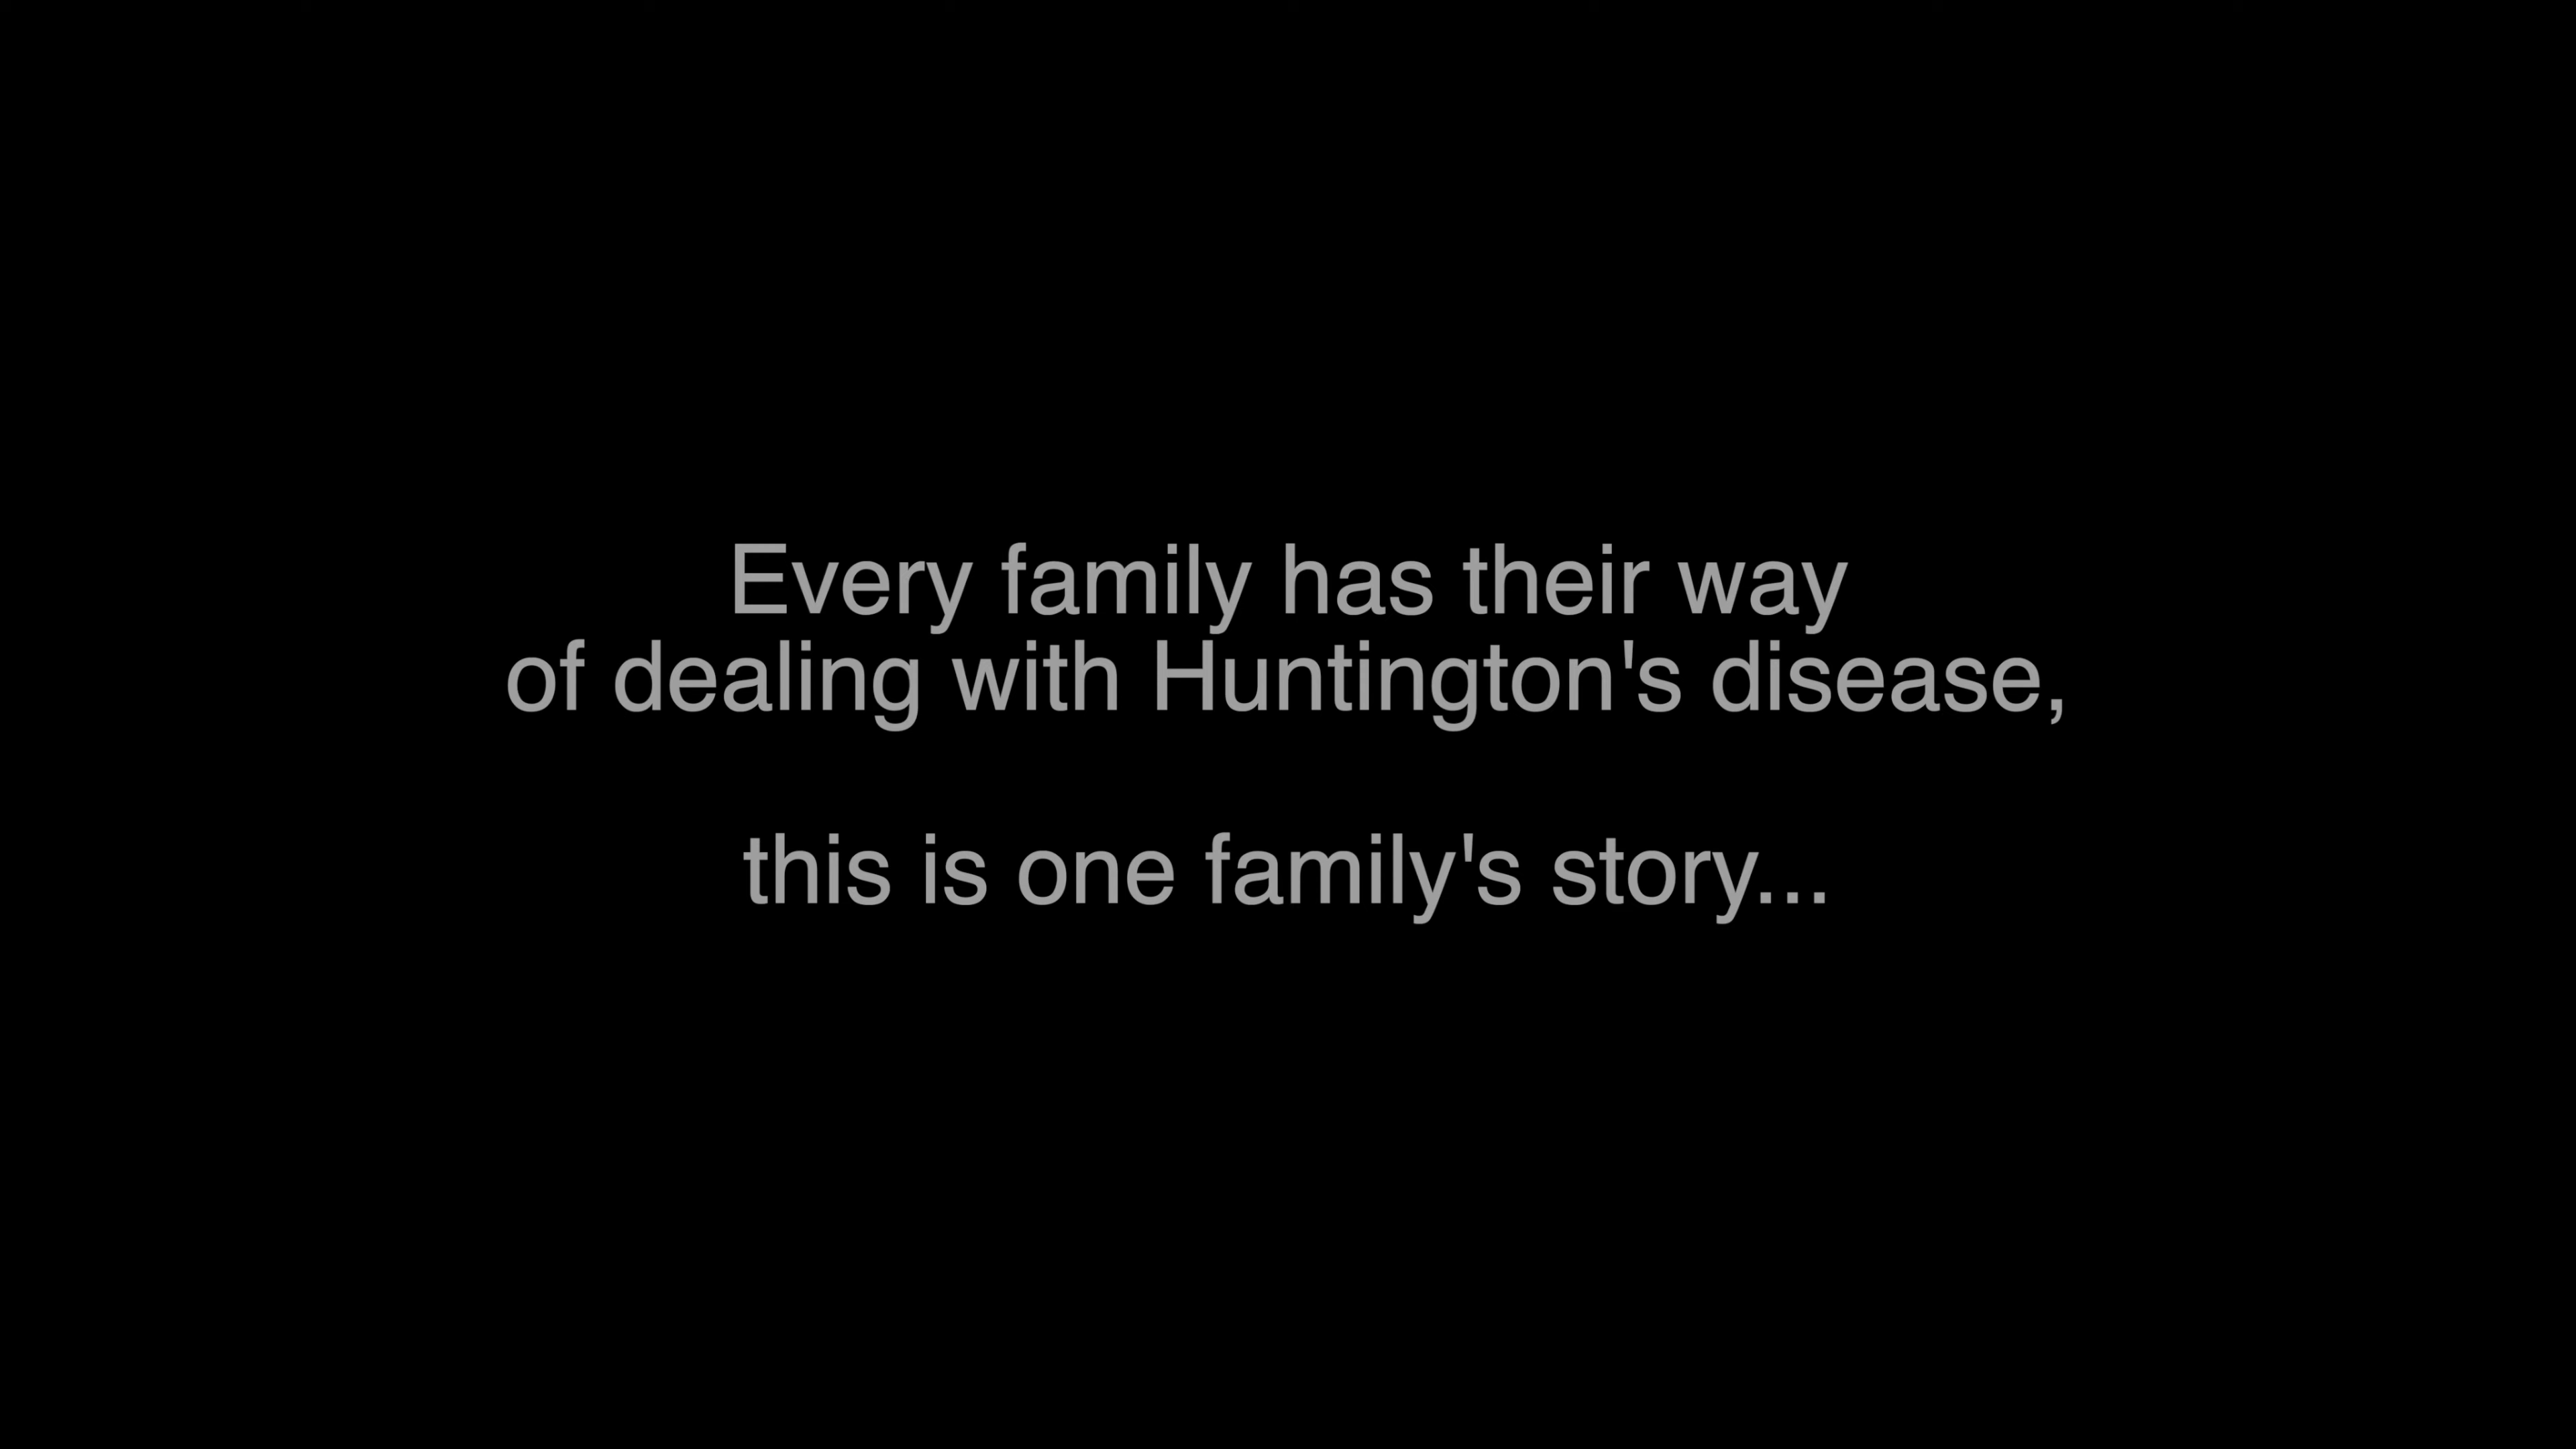 Every family has their way
of dealing with Huntington's disease,
this is one family's story...